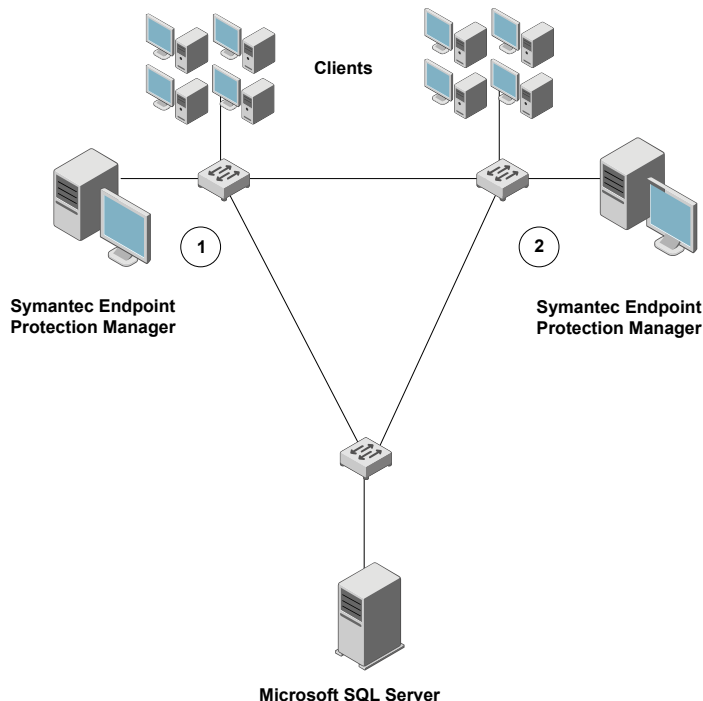 Clients
1
2
Symantec Endpoint
Protection Manager
Symantec Endpoint
Protection Manager
Microsoft SQL Server